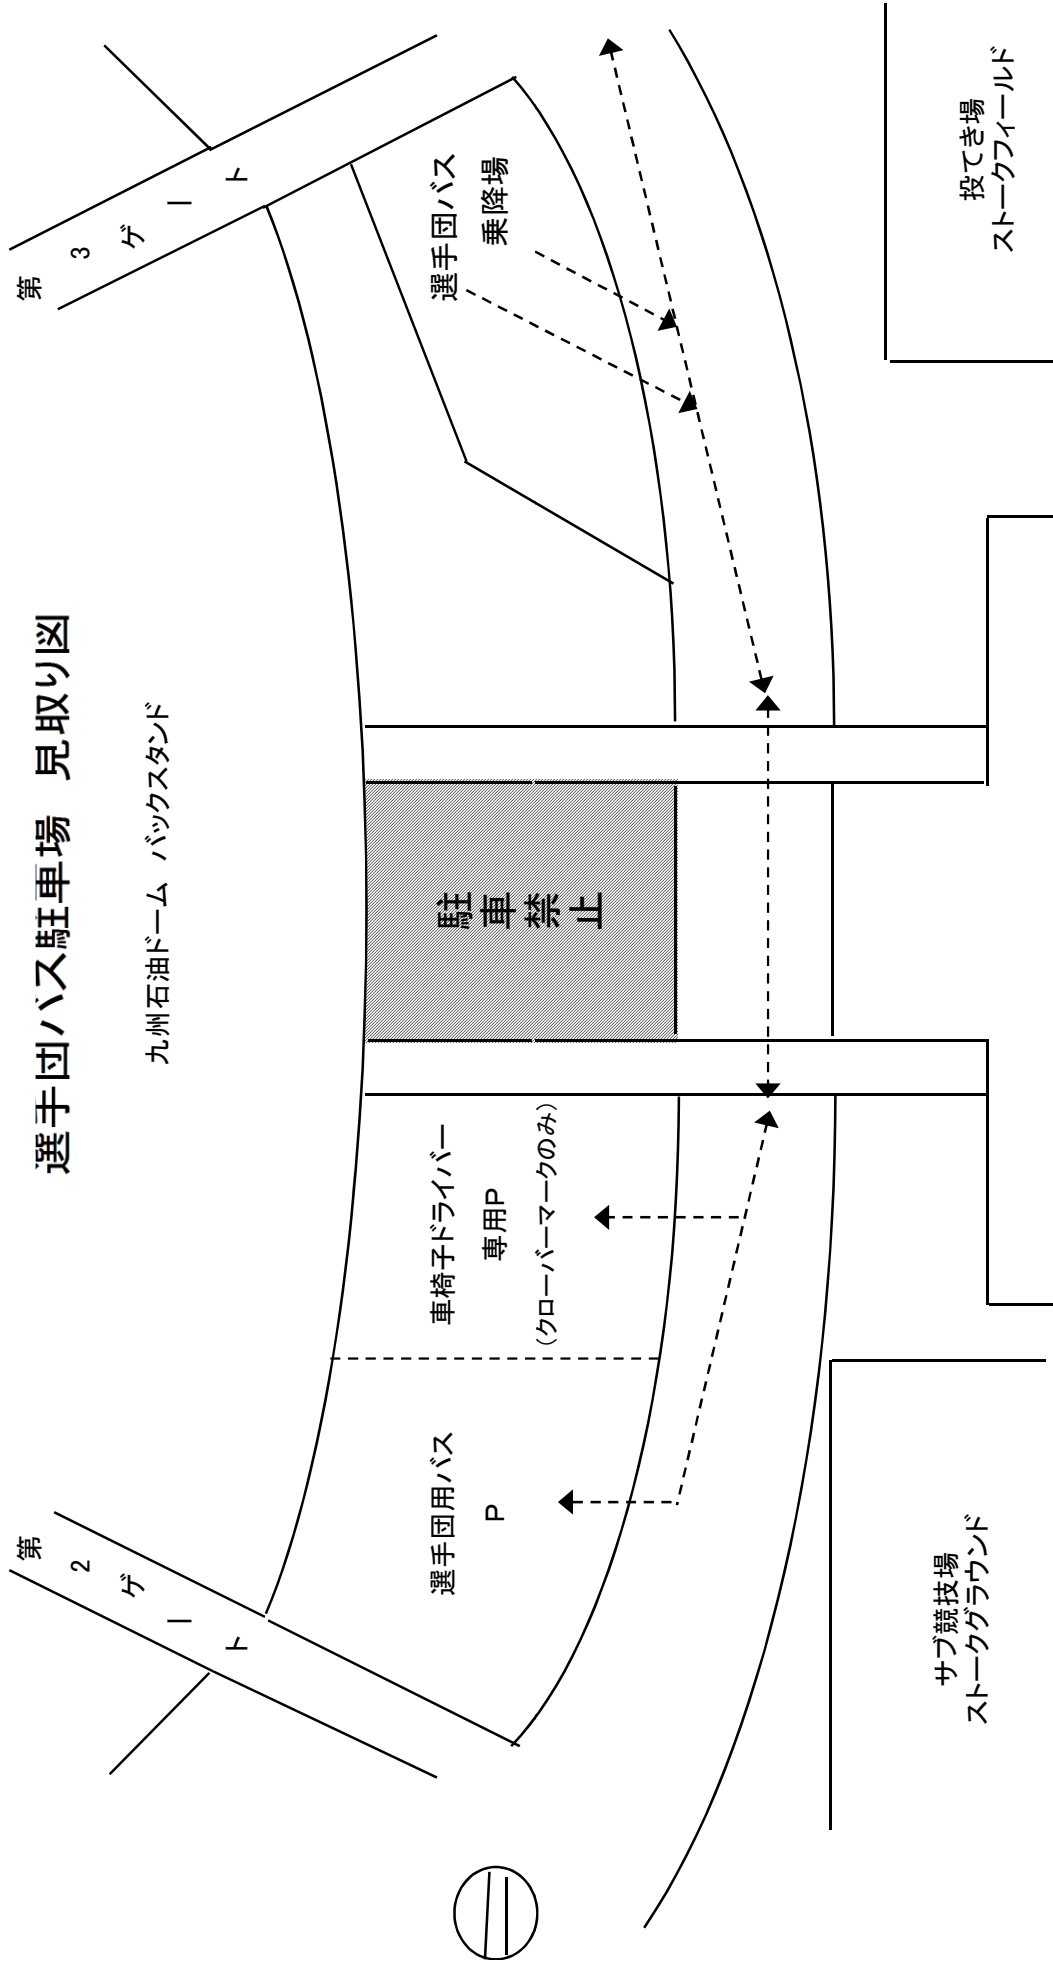 選手団バス駐車場　見取り図
九州石油ドーム　バックスタンド
第２ゲート
第３ゲート
選手団用バス
Ｐ
車椅子ドライバー
専用Ｐ
（クローバーマークのみ）
駐車禁止
選手団バス
乗降場
サブ競技場
ストークグラウンド
投てき場
ストークフィールド